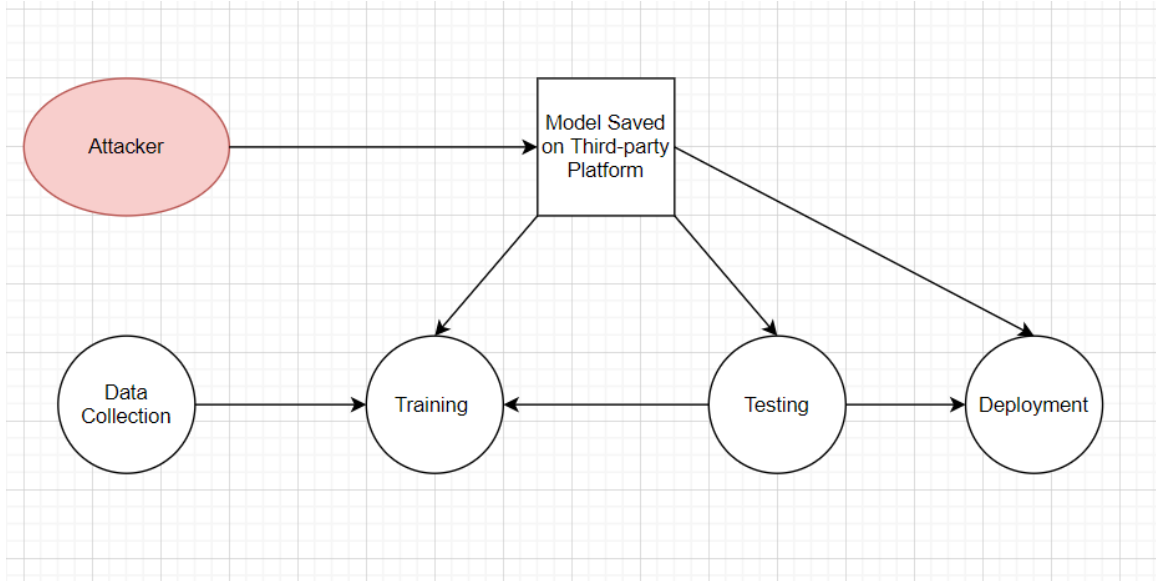 Attacker
Model Saved
on Third-party
Platform
Data
Collection
Training
Testing
Deployment